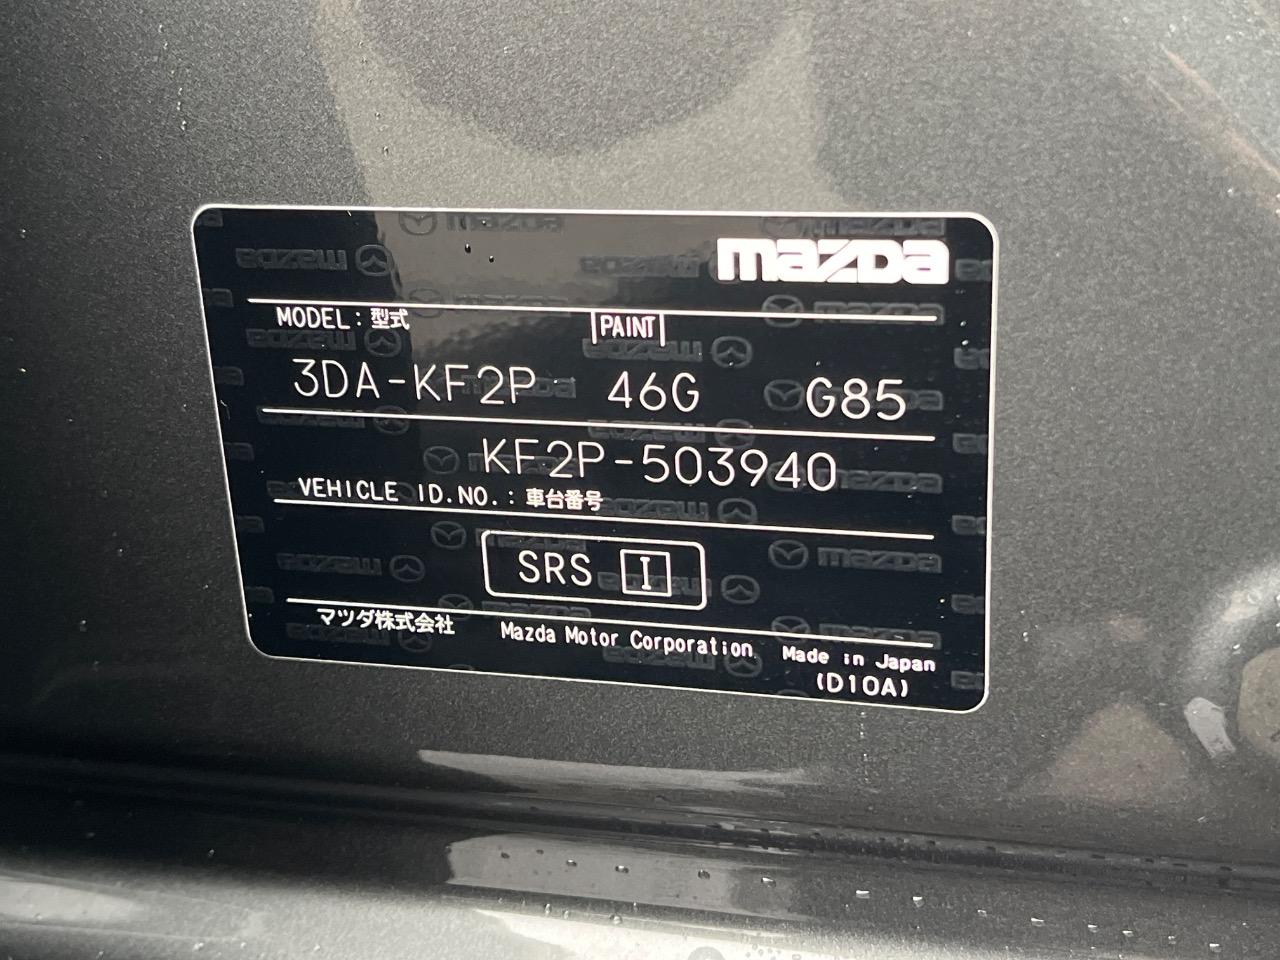 mazda
MODEL:型式 PAINT
3DA-KF2P 46G G85
KF2P-503940
VEHICLE ID.NO.:車台番号
SRS I
マツダ株式会社 Mazda Motor Corporation Made in Japan
(D10A)